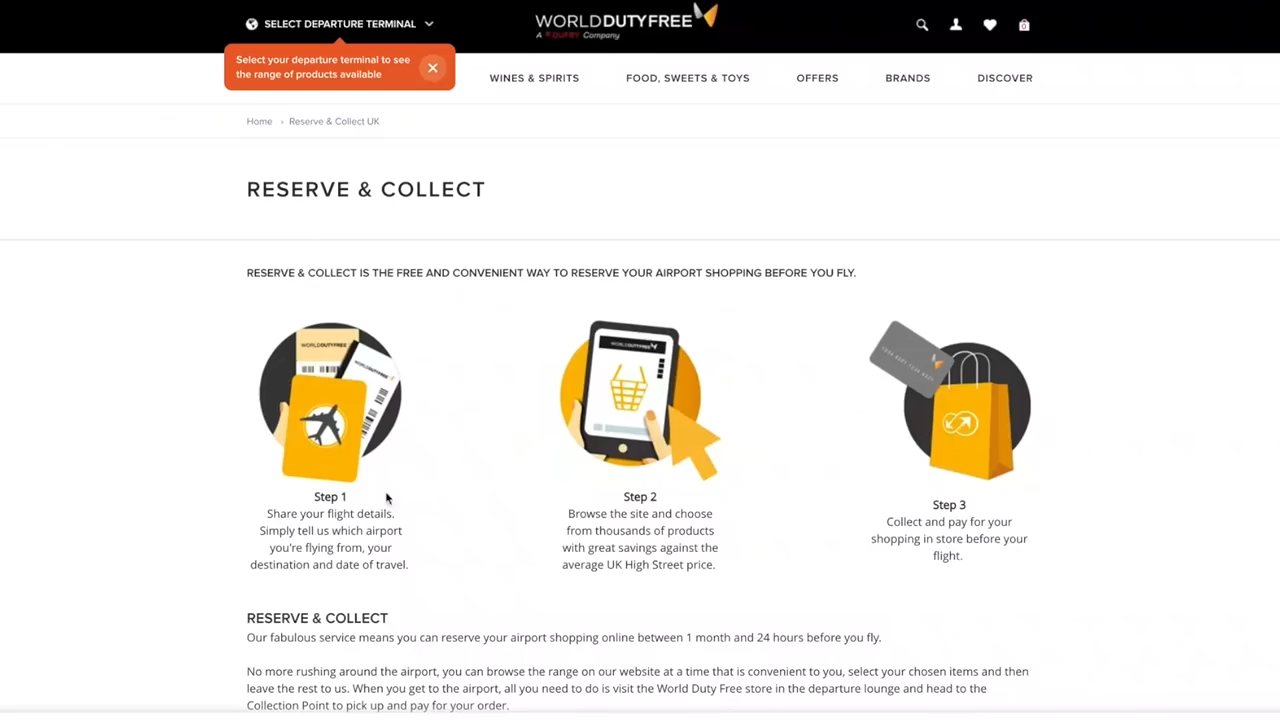 SELECT DEPARTURE TERMINAL
WORLDDUTYFREE
A DUFRY Company
0
Select your departure terminal to see
the range of products available
WINES & SPIRITS
FOOD, SWEETS & TOYS
OFFERS
BRANDS
DISCOVER
Home › Reserve & Collect UK
RESERVE & COLLECT
RESERVE & COLLECT IS THE FREE AND CONVENIENT WAY TO RESERVE YOUR AIRPORT SHOPPING BEFORE YOU FLY.
WORLDDUTYFREE
WORLDDUTYFREE
Step 1
Share your flight details.
Simply tell us which airport
you're flying from, your
destination and date of travel.
Step 2
Browse the site and choose
from thousands of products
with great savings against the
average UK High Street price.
Step 3
Collect and pay for your
shopping in store before your
flight.
RESERVE & COLLECT
Our fabulous service means you can reserve your airport shopping online between 1 month and 24 hours before you fly.
No more rushing around the airport, you can browse the range on our website at a time that is convenient to you, select your chosen items and then
leave the rest to us. When you get to the airport, all you need to do is visit the World Duty Free store in the departure lounge and head to the
Collection Point to pick up and pay for your order.